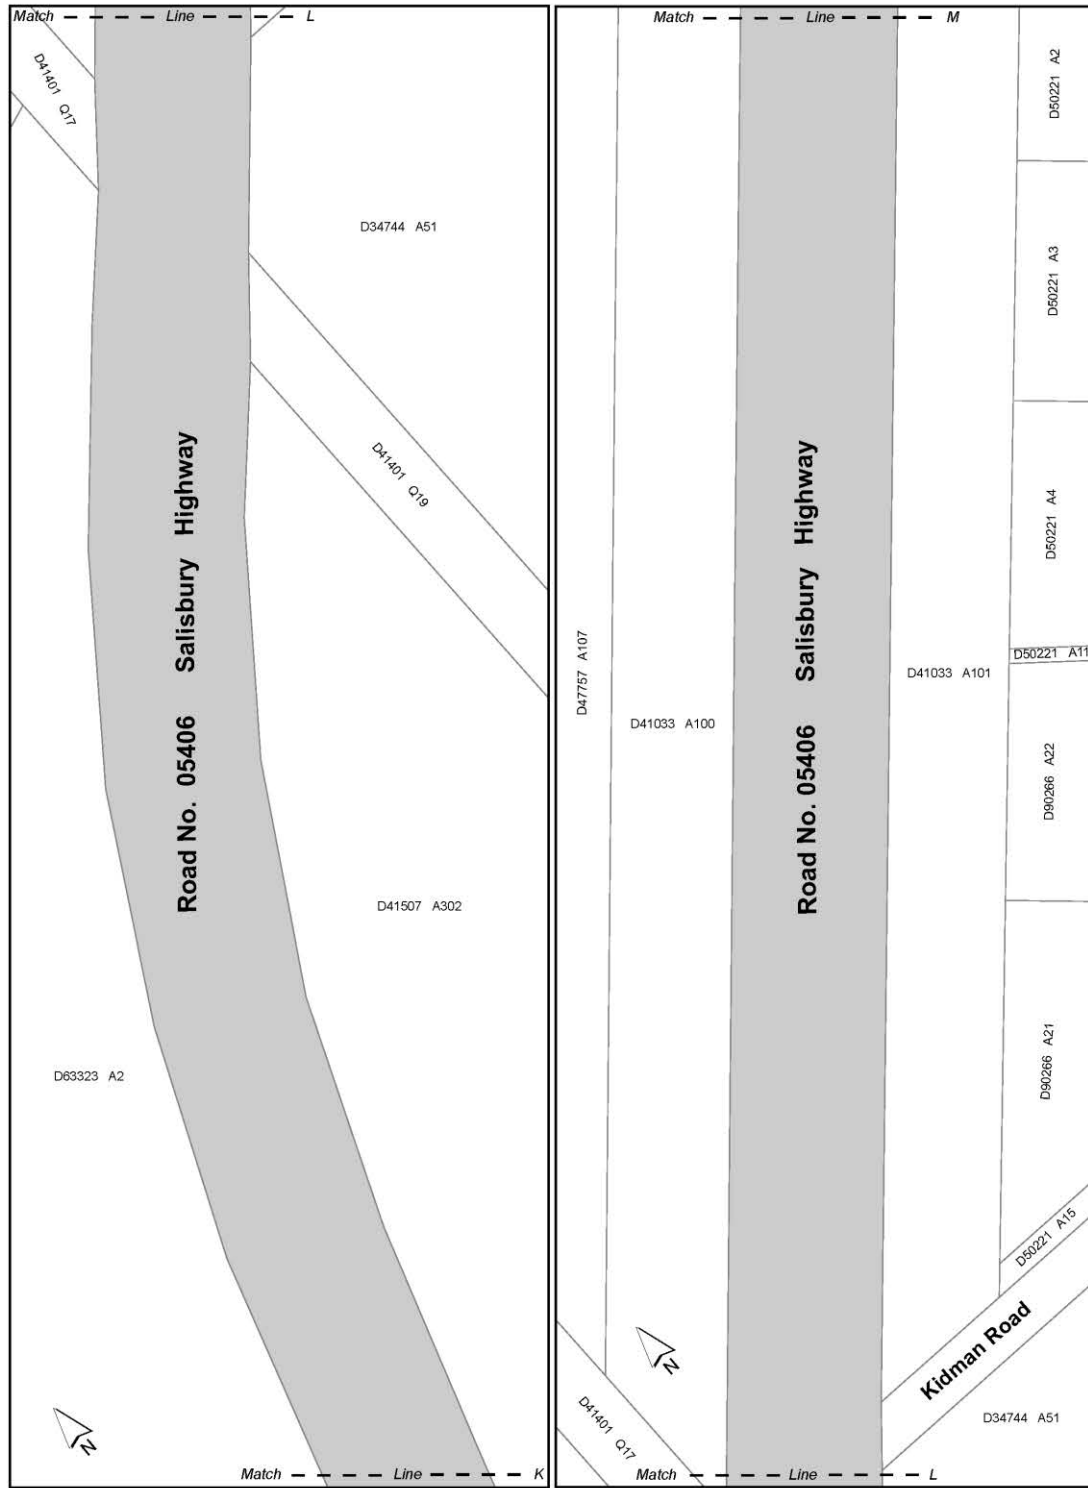 Match Line L
D41401 Q17
D34744 A51
D41401 Q19
Road No. 05406 Salisbury Highway
D41507 A302
D63323 A2
N
Match Line K
Match Line M
D50221 A2
D50221 A3
D50221 A4
D50221 A11
D47757 A107
D41033 A100
Road No. 05406 Salisbury Highway
D41033 A101
D90266 A22
D90266 A21
D50221 A15
Kidman Road
N
D41401 Q17
D34744 A51
Match Line L